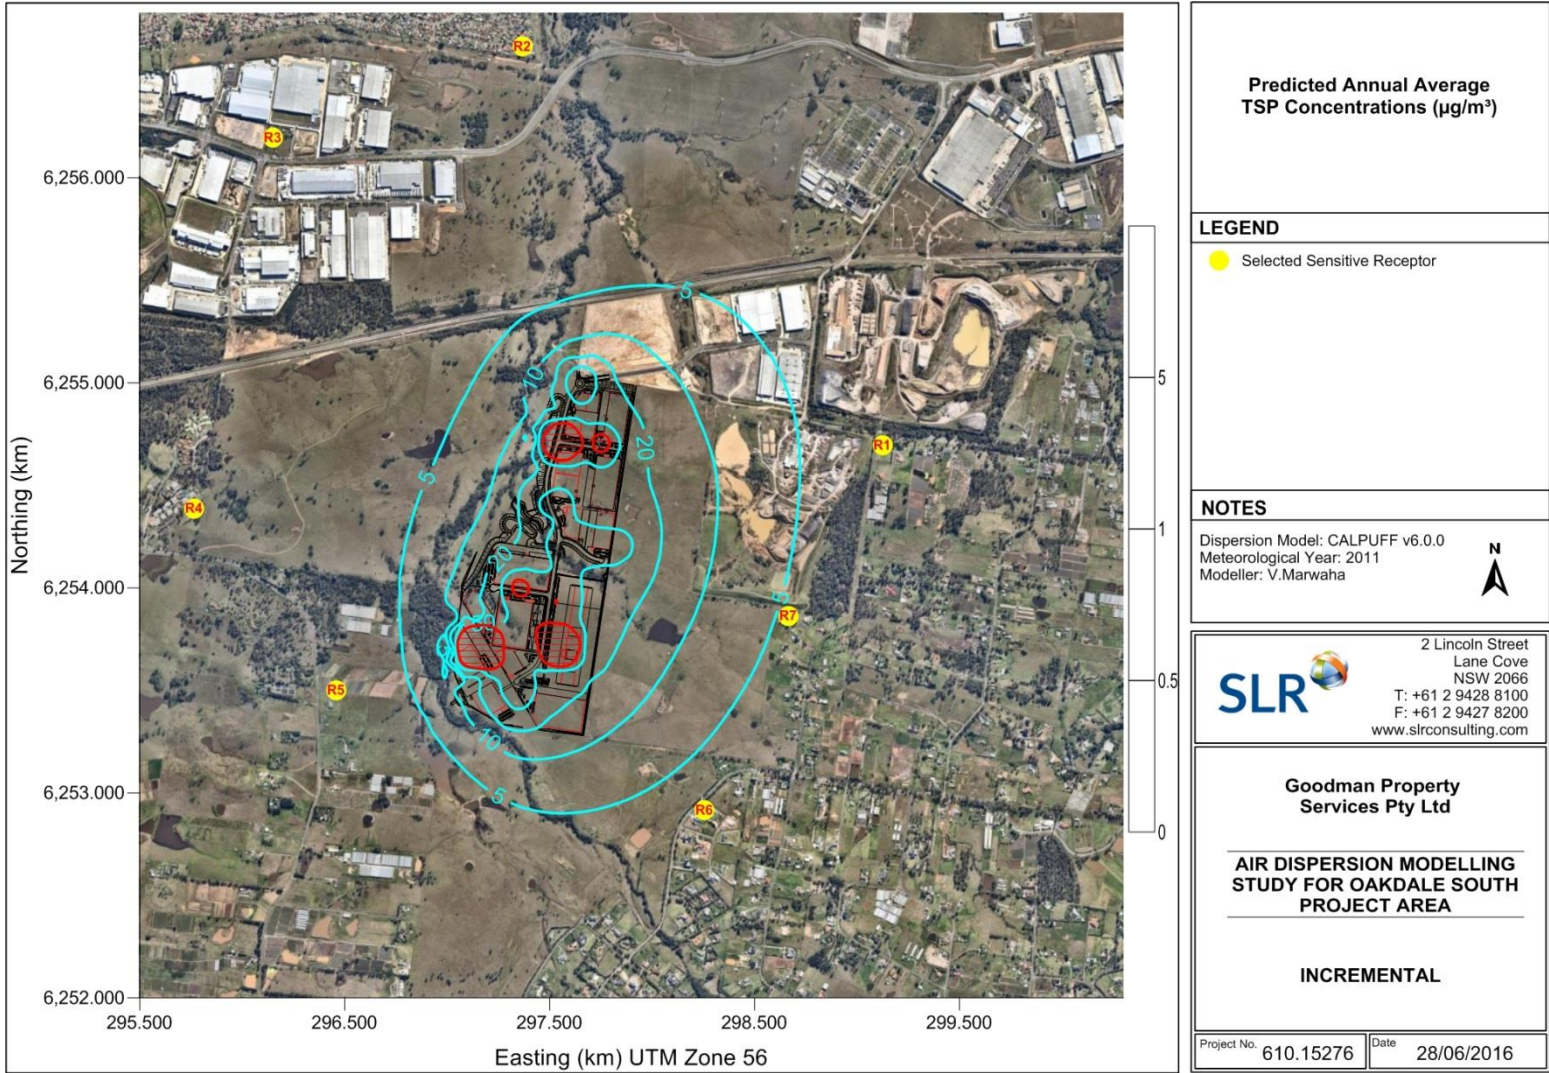 R2
R3
6,256.000
5
6,255.000
5
10
20
R1
5
R4
20
Northing (km)
6,254.000
5
R7
1
R5
0.5
10
5
6,253.000
R6
0
6,252.000
295.500
296.500
297.500
298.500
299.500
Easting (km) UTM Zone 56
Predicted Annual Average
TSP Concentrations (µg/m³)
LEGEND
Selected Sensitive Receptor
NOTES
Dispersion Model: CALPUFF v6.0.0
Meteorological Year: 2011
Modeller: V.Marwaha
N
SLR
2 Lincoln Street
Lane Cove
NSW 2066
T: +61 2 9428 8100
F: +61 2 9427 8200
www.slrconsulting.com
Goodman Property
Services Pty Ltd
AIR DISPERSION MODELLING
STUDY FOR OAKDALE SOUTH
PROJECT AREA
INCREMENTAL
Project No. 610.15276
Date 28/06/2016